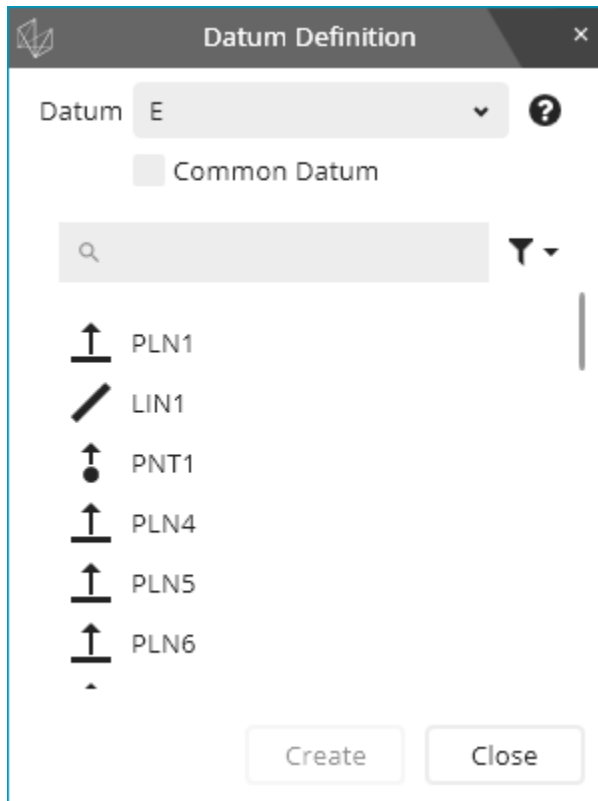 Datum Definition
Datum E
Common Datum
PLN1
LIN1
PNT1
PLN4
PLN5
PLN6
Create Close